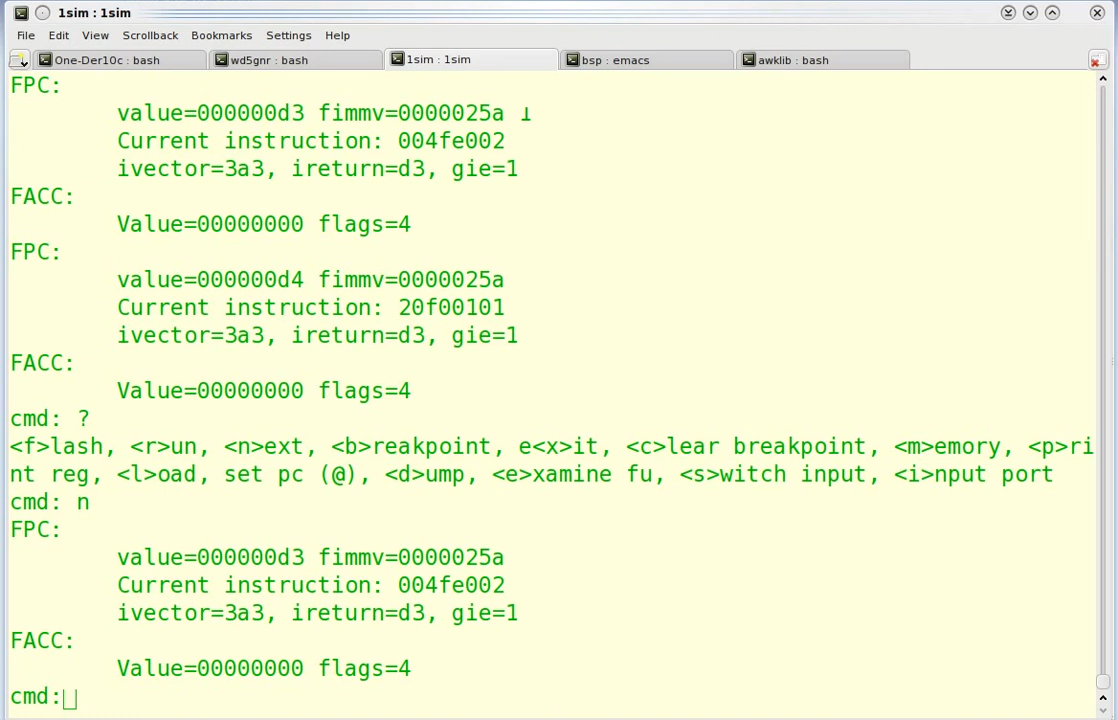 1sim : 1sim
File Edit View Scrollback Bookmarks Settings Help
One-Der10c : bash wd5gnr : bash 1sim : 1sim bsp : emacs awklib : bash
FPC:
value=000000d3 fimmv=0000025a
Current instruction: 004fe002
ivector=3a3, ireturn=d3, gie=1
FACC:
Value=00000000 flags=4
FPC:
value=000000d4 fimmv=0000025a
Current instruction: 20f00101
ivector=3a3, ireturn=d3, gie=1
FACC:
Value=00000000 flags=4
cmd: ?
<f>lash, <r>un, <n>ext, <b>reakpoint, e<x>it, <c>lear breakpoint, <m>emory, <p>ri
nt reg, <l>oad, set pc (@), <d>ump, <e>xamine fu, <s>witch input, <i>nput port
cmd: n
FPC:
value=000000d3 fimmv=0000025a
Current instruction: 004fe002
ivector=3a3, ireturn=d3, gie=1
FACC:
Value=00000000 flags=4
cmd: